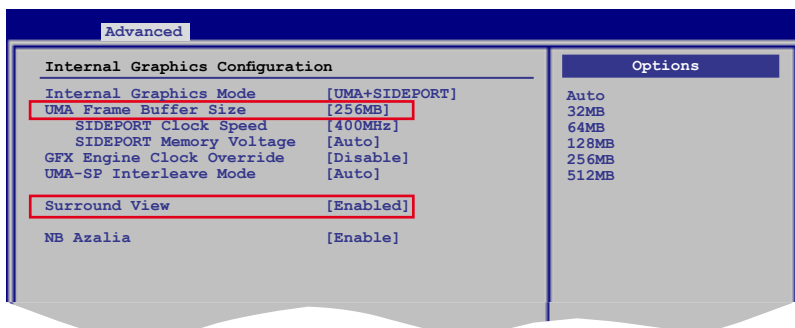 Advanced
Internal Graphics Configuration
Internal Graphics Mode [UMA+SIDEPORT]
UMA Frame Buffer Size [256MB]
SIDEPORT Clock Speed [400MHz]
SIDEPORT Memory Voltage [Auto]
GFX Engine Clock Override [Disable]
UMA-SP Interleave Mode [Auto]
Surround View [Enabled]
NB Azalia [Enable]
Options
Auto
32MB
64MB
128MB
256MB
512MB